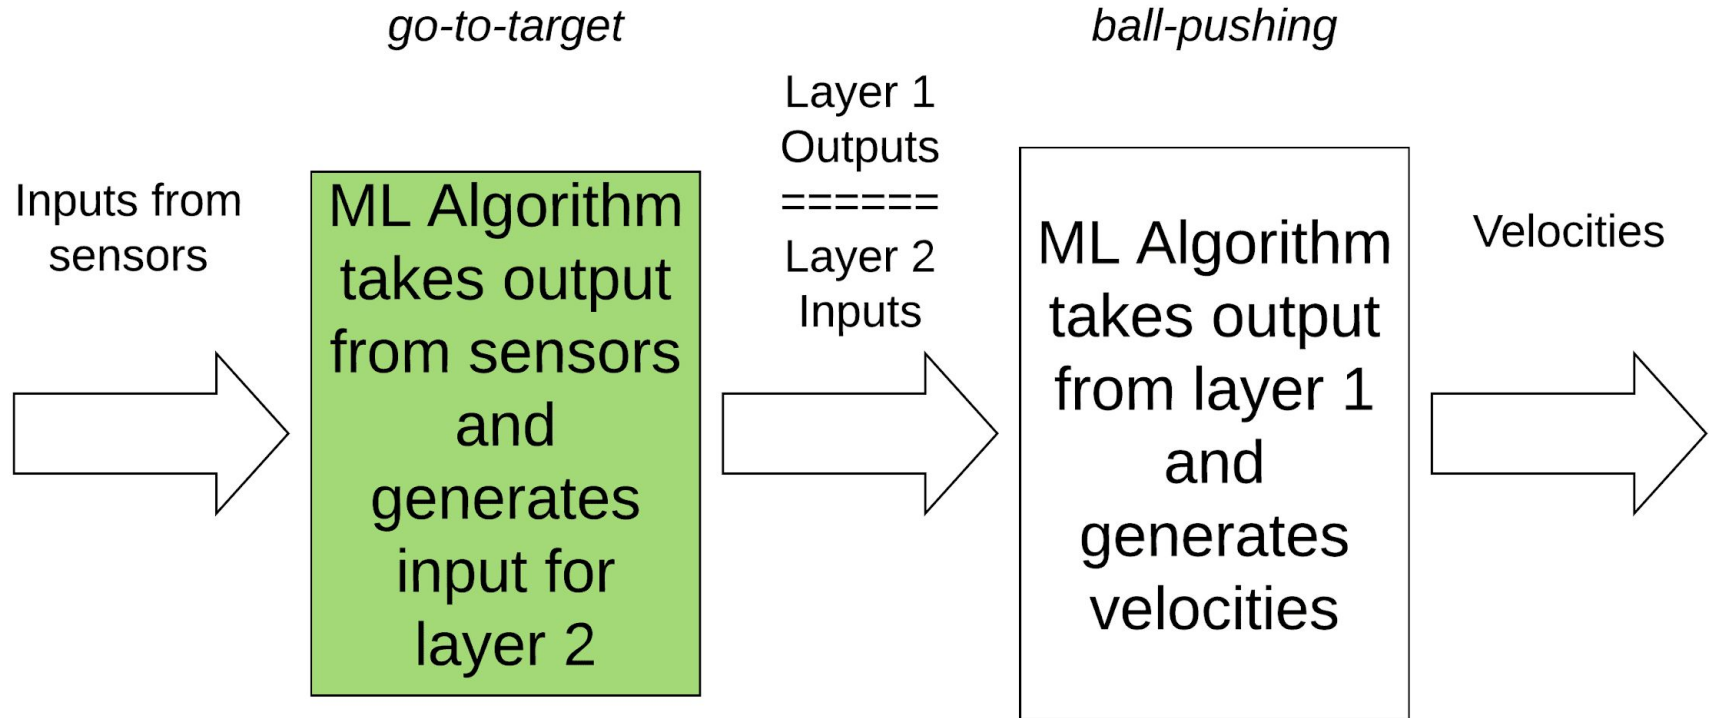 go-to-target
ball-pushing
Inputs from
sensors
ML Algorithm
takes output
from sensors
and
generates
input for
layer 2
Layer 1
Outputs
======
Layer 2
Inputs
ML Algorithm
takes output
from layer 1
and
generates
velocities
Velocities